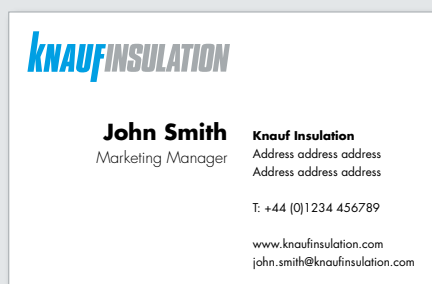 KNAUFINSULATION
John Smith
Marketing Manager
Knauf Insulation
Address address address
Address address address
T: +44 (0)1234 456789
www.knaufinsulation.com
john.smith@knaufinsulation.com